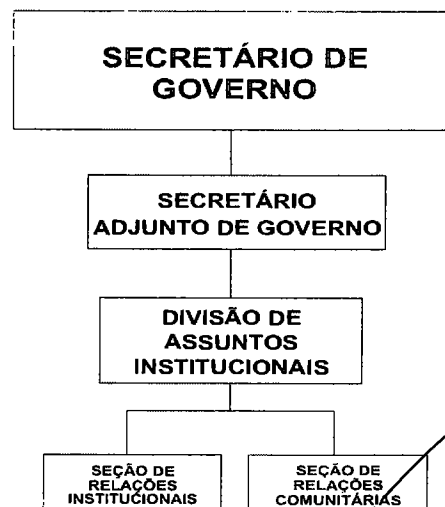 SECRETÁRIO DE
GOVERNO
SECRETÁRIO
ADJUNTO DE GOVERNO
DIVISÃO DE
ASSUNTOS
INSTITUCIONAIS
SEÇÃO DE
RELAÇÕES
INSTITUCIONAIS
SEÇÃO DE
RELAÇÕES
COMUNITÁRIAS